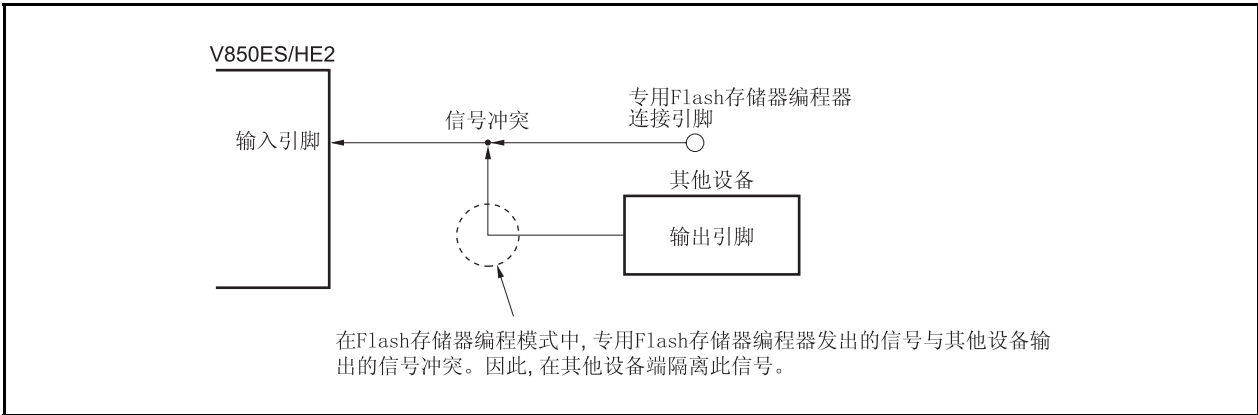 V850ES/HE2
专用Flash存储器编程器
连接引脚
信号冲突
输入引脚
其他设备
输出引脚
在Flash存储器编程模式中, 专用Flash存储器编程器发出的信号与其他设备输
出的信号冲突。因此, 在其他设备端隔离此信号。